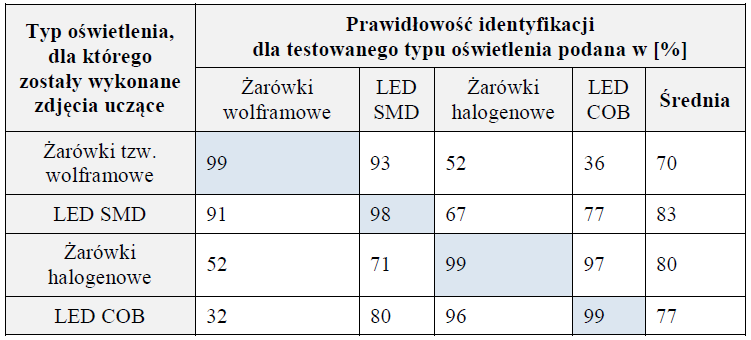 Typ oświetlenia,
dla którego
zostały wykonane
zdjęcia uczące
Prawidłowość identyfikacji
dla testowanego typu oświetlenia podana w [%]
Żarówki
wolframowe
LED
SMD
Żarówki
halogenowe
LED
COB
Średnia
Żarówki tzw.
wolframowe
99
93
52
36
70
LED SMD
91
98
67
77
83
Żarówki
halogenowe
52
71
99
97
80
LED COB
32
80
96
99
77